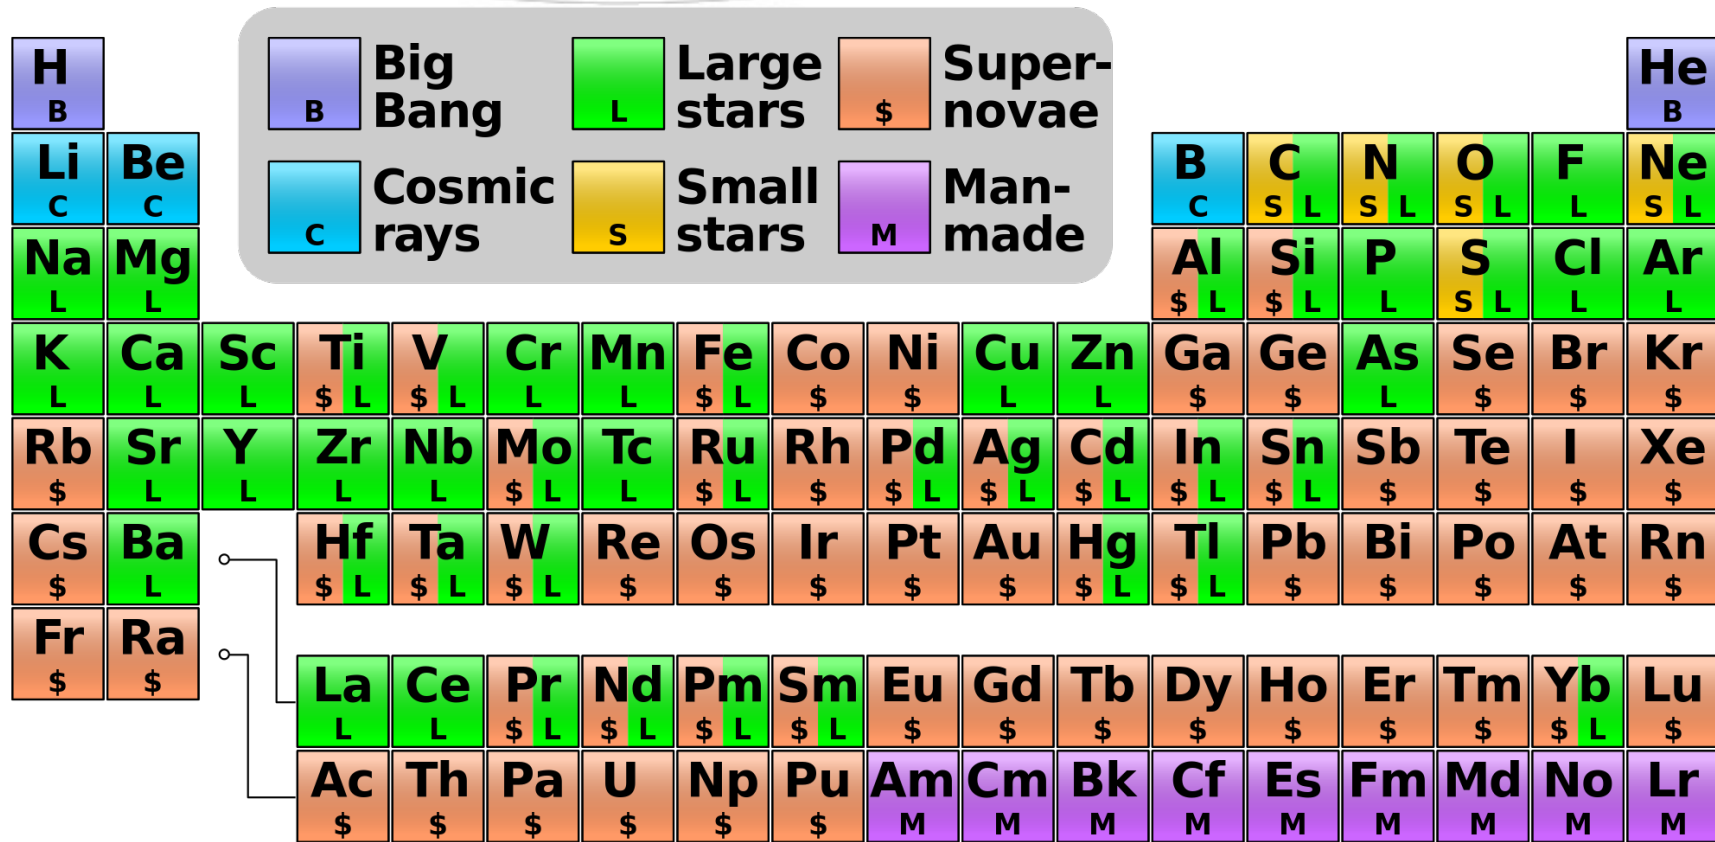 H
B
Big
Bang
B
Large
stars
L
Super-
novae
$
He
B
Cosmic
rays
C
Small
stars
S
Man-
made
M
Li Be B C N O F Ne
C C C S L S L S L L S L
Na Mg Al Si P S Cl Ar
L L $ L $ L L S L L L
K Ca Sc Ti V Cr Mn Fe Co Ni Cu Zn Ga Ge As Se Br Kr
L L L $ L $ L L L $ L $ $ L L $ $ L $ $ $
Rb Sr Y Zr Nb Mo Tc Ru Rh Pd Ag Cd In Sn Sb Te I Xe
$ L L L L $ L L $ L $ $ L $ L $ L $ L $ L $ $ $ $
Cs Ba Hf Ta W Re Os Ir Pt Au Hg Tl Pb Bi Po At Rn
$ L $ L $ L $ L $ $ $ $ $ $ L $ L $ $ $ $ $
Fr Ra
$ $
La Ce Pr Nd Pm Sm Eu Gd Tb Dy Ho Er Tm Yb Lu
L L $ L $ L $ L $ L $ $ $ $ $ $ $ $ L $
Ac Th Pa U Np Pu Am Cm Bk Cf Es Fm Md No Lr
$ $ $ $ $ $ M M M M M M M M M